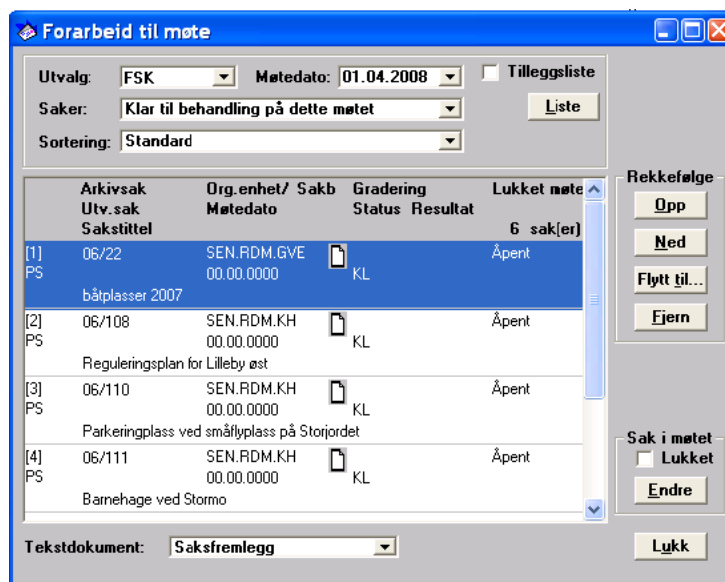 Forarbeid til møte
Utvalg: FSK Møtedato: 01.04.2008 Tilleggsliste
Saker: Klar til behandling på dette møtet Liste
Sortering: Standard
Arkivsak Org.enhet/ Sakb Gradering Lukket møte
Utv.sak Møtedato Status Resultat
Sakstittel 6 sak(er)
[1] 06/22 SEN.RDM.GVE Åpent
PS 00.00.0000 KL
båtplasser 2007
[2] 06/108 SEN.RDM.KH Åpent
PS 00.00.0000 KL
Reguleringsplan for Lilleby øst
[3] 06/110 SEN.RDM.KH Åpent
PS 00.00.0000 KL
Parkeringplass ved småflyplass på Storjordet
[4] 06/111 SEN.RDM.KH Åpent
PS 00.00.0000 KL
Barnehage ved Stormo
Rekkefølge
Opp
Ned
Flytt til...
Fjern
Sak i møtet
Lukket
Endre
Tekstdokument: Saksfremlegg Lukk